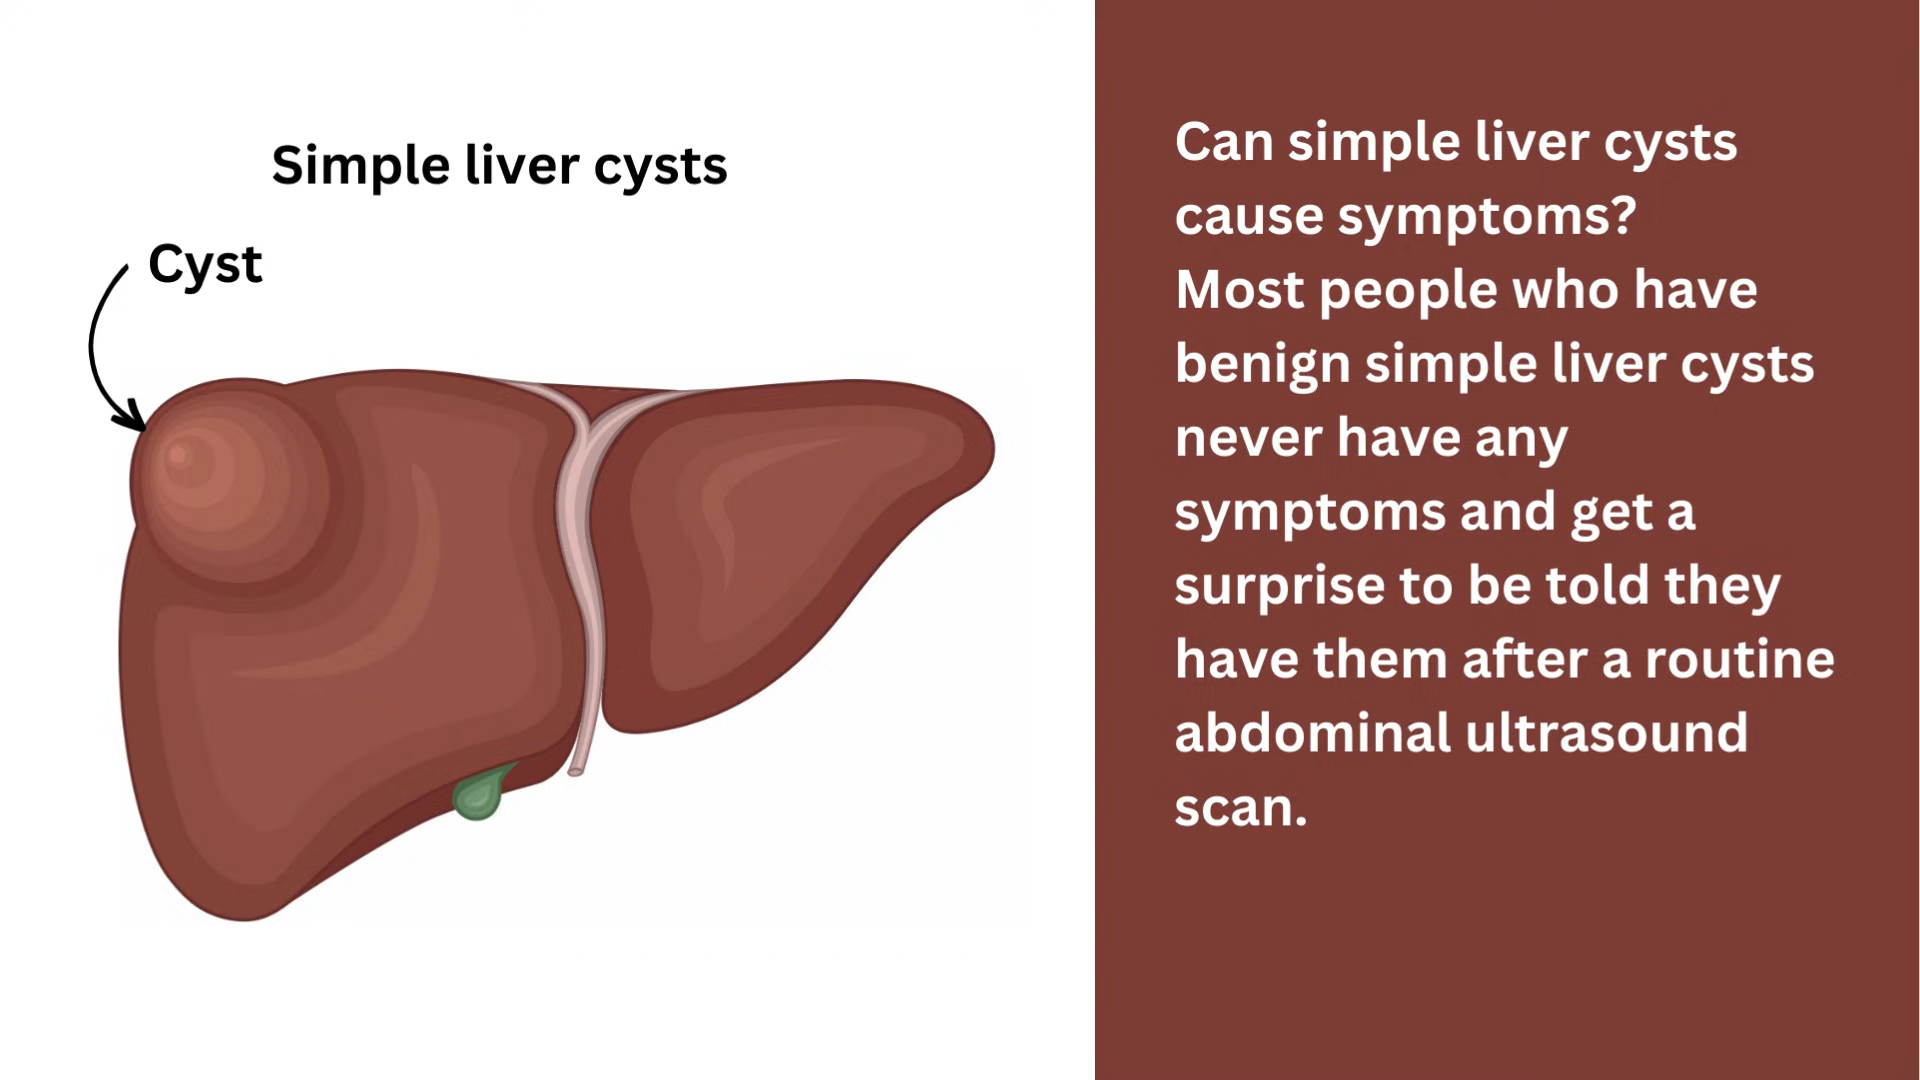 Simple liver cysts
Cyst
Can simple liver cysts
cause symptoms?
Most people who have
benign simple liver cysts
never have any
symptoms and get a
surprise to be told they
have them after a routine
abdominal ultrasound
scan.